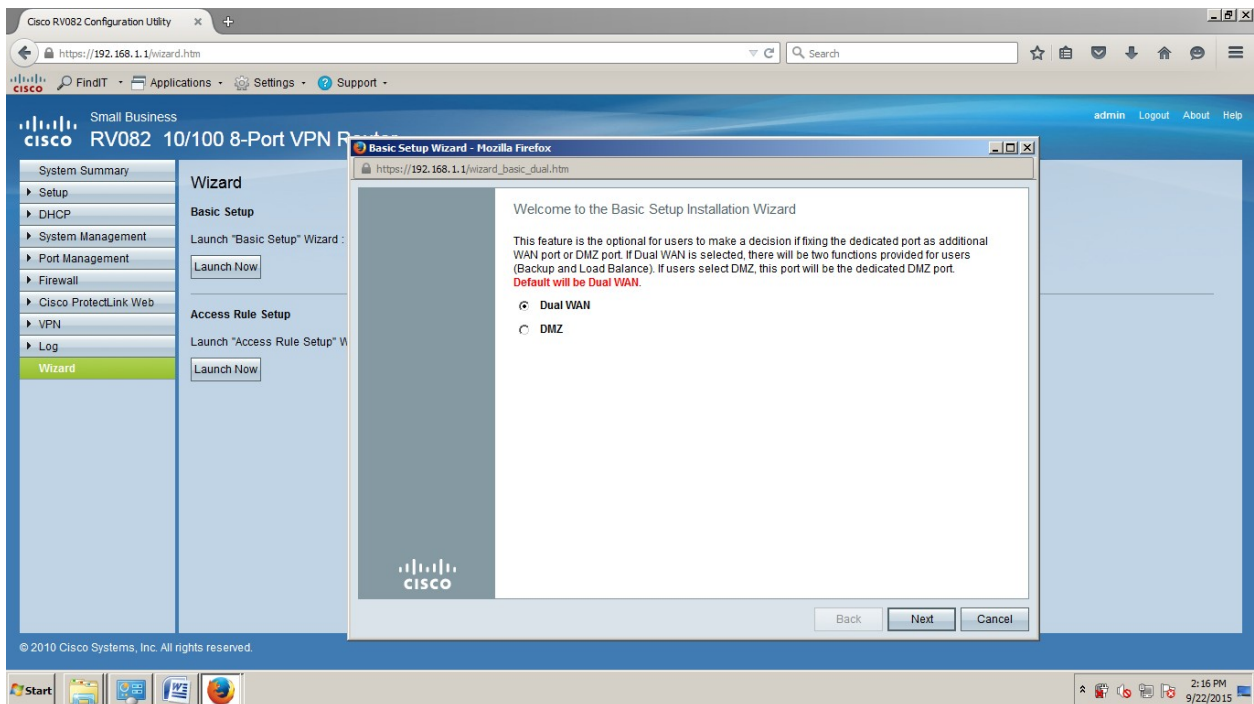 Cisco RV082 Configuration Utility
https://192.168.1.1/wizard.htm
Search
cisco FindIT Applications Settings Support
Small Business
admin Logout About Help
cisco RV082 10/100 8-Port VPN Router
Basic Setup Wizard - Mozilla Firefox
https://192.168.1.1/wizard_basic_dual.htm
System Summary
Setup
DHCP
System Management
Port Management
Firewall
Cisco ProtectLink Web
VPN
Log
Wizard
Wizard
Basic Setup
Launch "Basic Setup" Wizard :
Launch Now
Access Rule Setup
Launch "Access Rule Setup" W
Launch Now
Welcome to the Basic Setup Installation Wizard
This feature is the optional for users to make a decision if fixing the dedicated port as additional
WAN port or DMZ port. If Dual WAN is selected, there will be two functions provided for users
(Backup and Load Balance). If users select DMZ, this port will be the dedicated DMZ port.
Default will be Dual WAN.
Dual WAN
DMZ
CISCO
Back Next Cancel
© 2010 Cisco Systems, Inc. All rights reserved.
Start
2:16 PM
9/22/2015